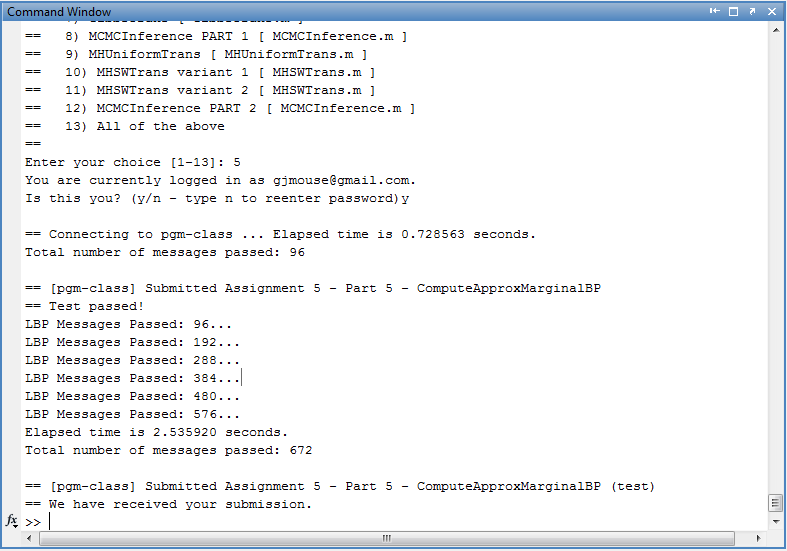 Command Window
==   8) MCMCInference PART 1 [ MCMCInference.m ]
==   9) MHUniformTrans [ MHUniformTrans.m ]
==   10) MHSWTrans variant 1 [ MHSWTrans.m ]
==   11) MHSWTrans variant 2 [ MHSWTrans.m ]
==   12) MCMCInference PART 2 [ MCMCInference.m ]
==   13) All of the above
==
Enter your choice [1-13]: 5
You are currently logged in as gjmouse@gmail.com.
Is this you? (y/n - type n to reenter password)y
== Connecting to pgm-class ... Elapsed time is 0.728563 seconds.
Total number of messages passed: 96
== [pgm-class] Submitted Assignment 5 - Part 5 - ComputeApproxMarginalBP
== Test passed!
LBP Messages Passed: 96...
LBP Messages Passed: 192...
LBP Messages Passed: 288...
LBP Messages Passed: 384...
LBP Messages Passed: 480...
LBP Messages Passed: 576...
Elapsed time is 2.535920 seconds.
Total number of messages passed: 672
== [pgm-class] Submitted Assignment 5 - Part 5 - ComputeApproxMarginalBP (test)
== We have received your submission.
fx >>